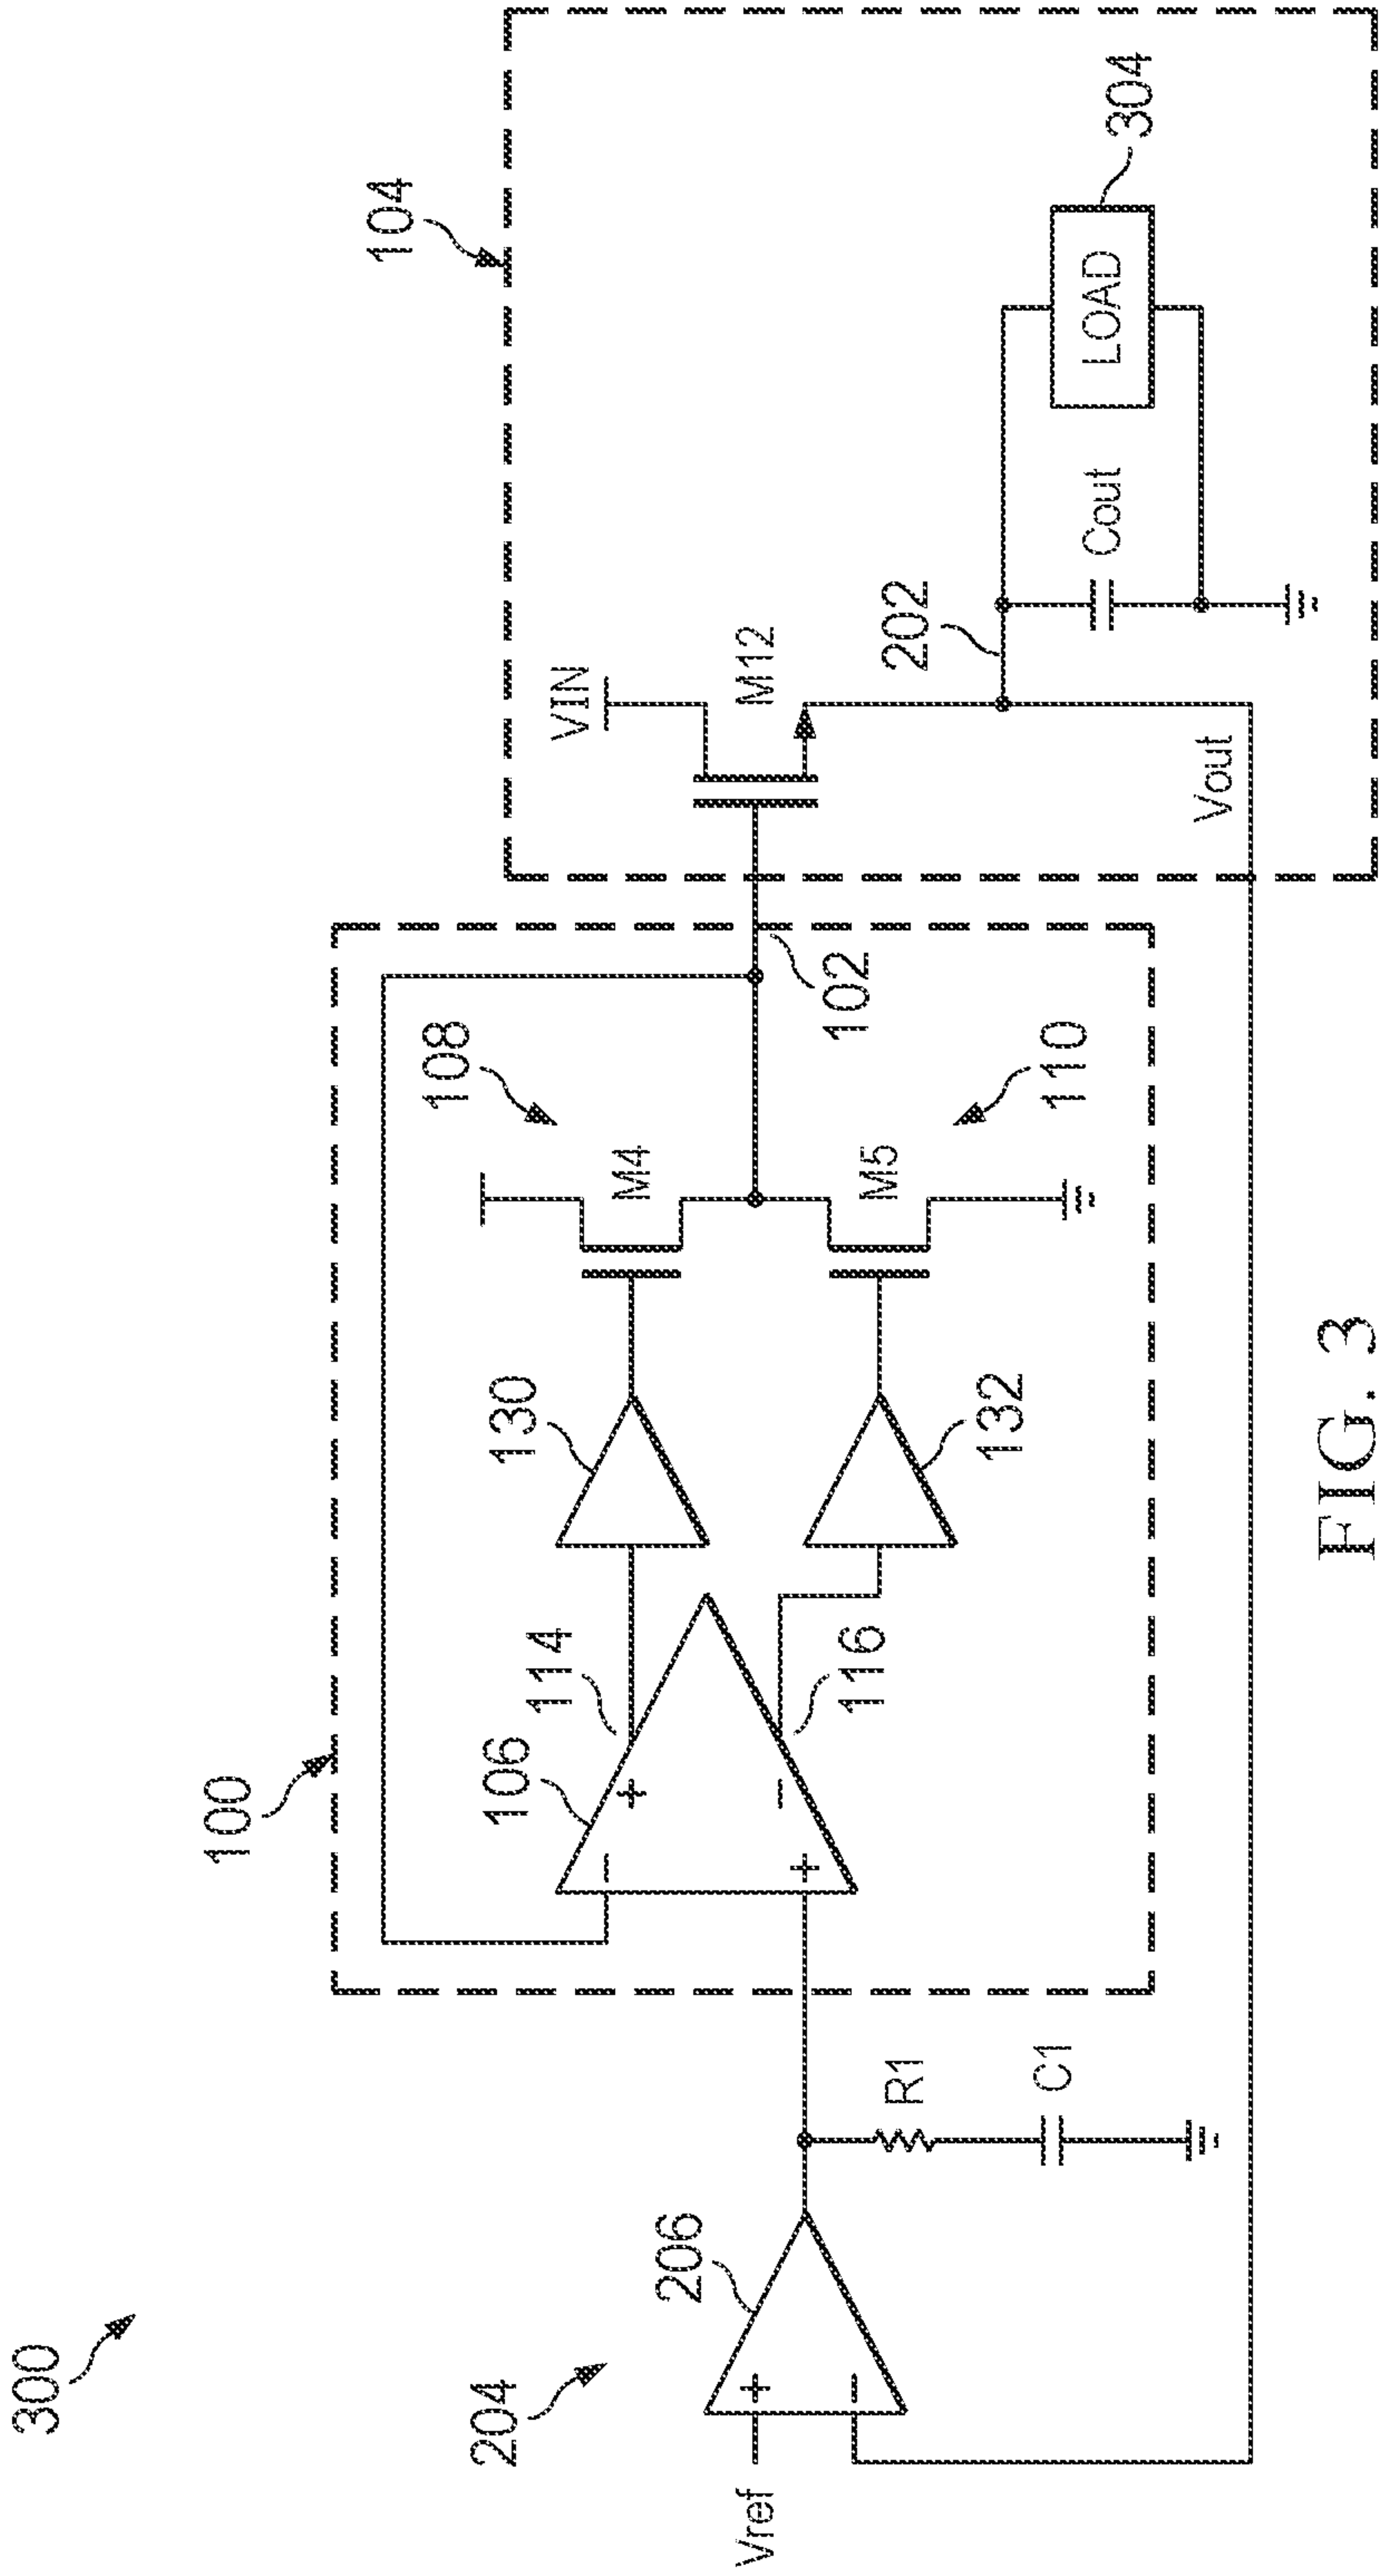 300
104
100
108
VIN
M12
202
304
LOAD
Cout
Vout
102
M4
110
M5
130
132
114
106
116
+
−
−
+
R1
C1
204
206
+
−
Vref
FIG. 3